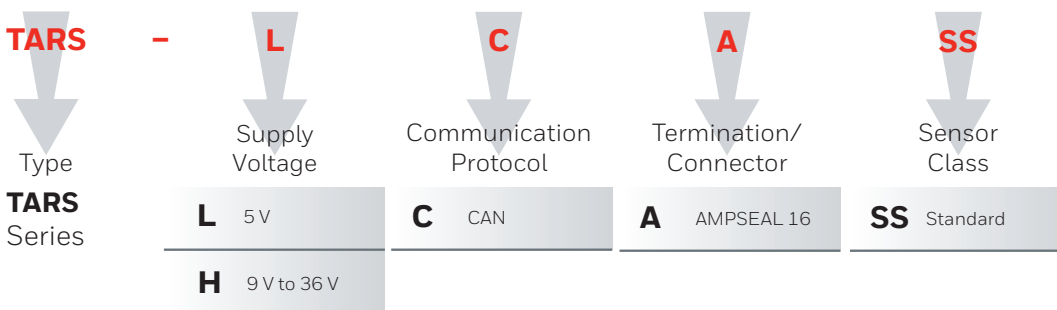 TARS – L C A SS
Type
Supply
Voltage
Communication
Protocol
Termination/
Connector
Sensor
Class
TARS
Series
L 5 V
C CAN
A AMPSEAL 16
SS Standard
H 9 V to 36 V